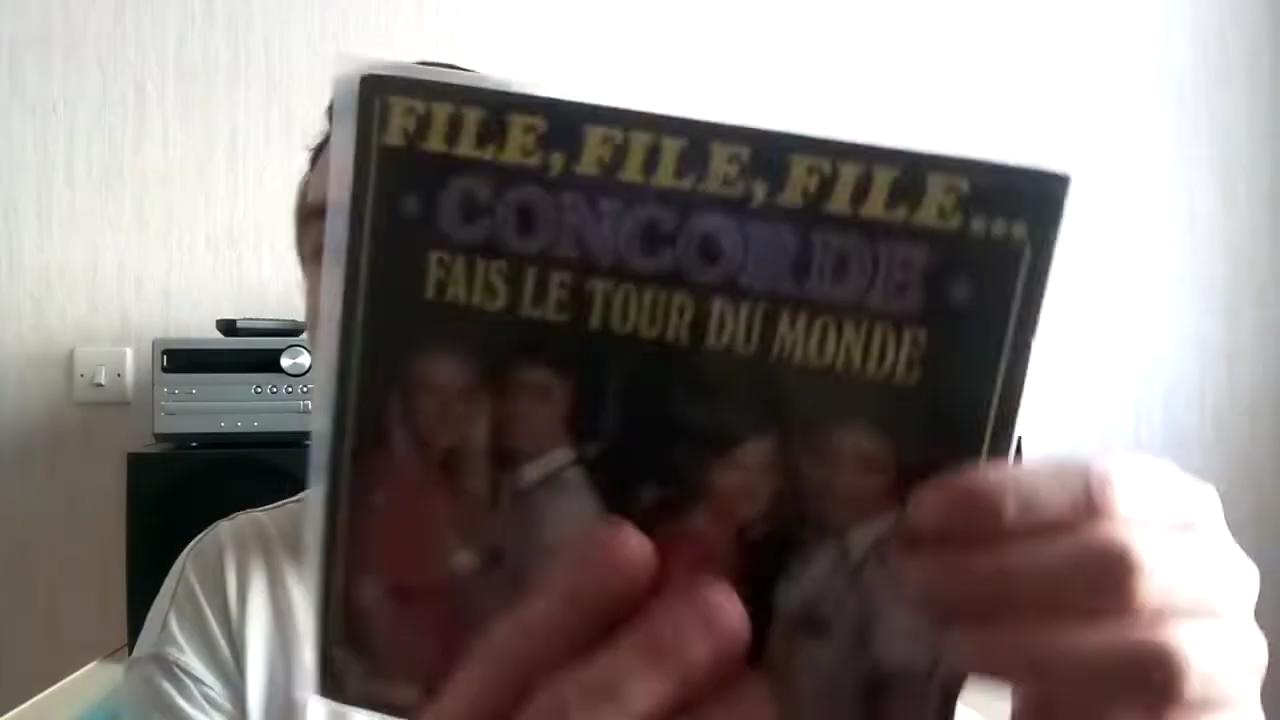 FILE, FILE, FILE...
· CONCORDE ·
FAIS LE TOUR DU MONDE